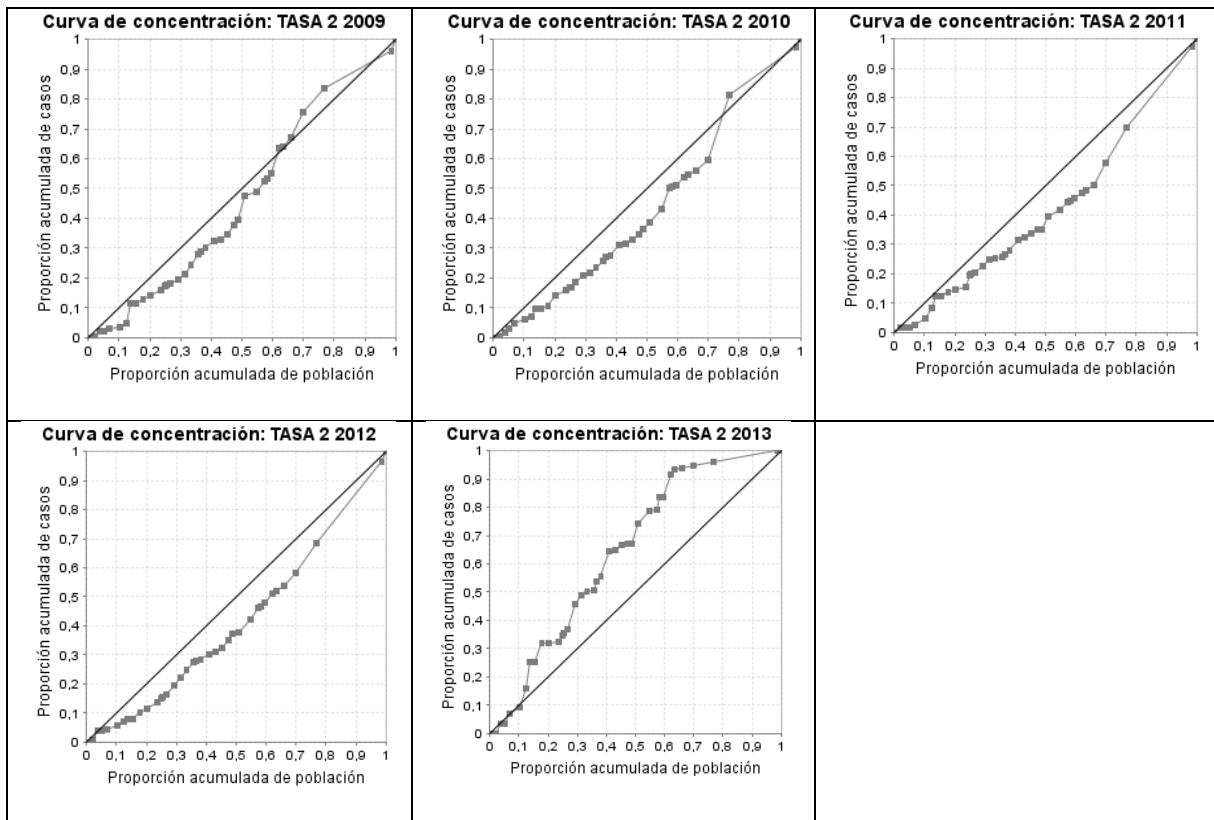 Curva de concentración: TASA 2 2009
Proporción acumulada de casos
1
0,9
0,8
0,7
0,6
0,5
0,4
0,3
0,2
0,1
0
0 0,1 0,2 0,3 0,4 0,5 0,6 0,7 0,8 0,9 1
Proporción acumulada de población
Curva de concentración: TASA 2 2010
Proporción acumulada de casos
1
0,9
0,8
0,7
0,6
0,5
0,4
0,3
0,2
0,1
0
0 0,1 0,2 0,3 0,4 0,5 0,6 0,7 0,8 0,9 1
Proporción acumulada de población
Curva de concentración: TASA 2 2011
Proporción acumulada de casos
1
0,9
0,8
0,7
0,6
0,5
0,4
0,3
0,2
0,1
0
0 0,1 0,2 0,3 0,4 0,5 0,6 0,7 0,8 0,9 1
Proporción acumulada de población
Curva de concentración: TASA 2 2012
Proporción acumulada de casos
1
0,9
0,8
0,7
0,6
0,5
0,4
0,3
0,2
0,1
0
0 0,1 0,2 0,3 0,4 0,5 0,6 0,7 0,8 0,9 1
Proporción acumulada de población
Curva de concentración: TASA 2 2013
Proporción acumulada de casos
1
0,9
0,8
0,7
0,6
0,5
0,4
0,3
0,2
0,1
0
0 0,1 0,2 0,3 0,4 0,5 0,6 0,7 0,8 0,9 1
Proporción acumulada de población